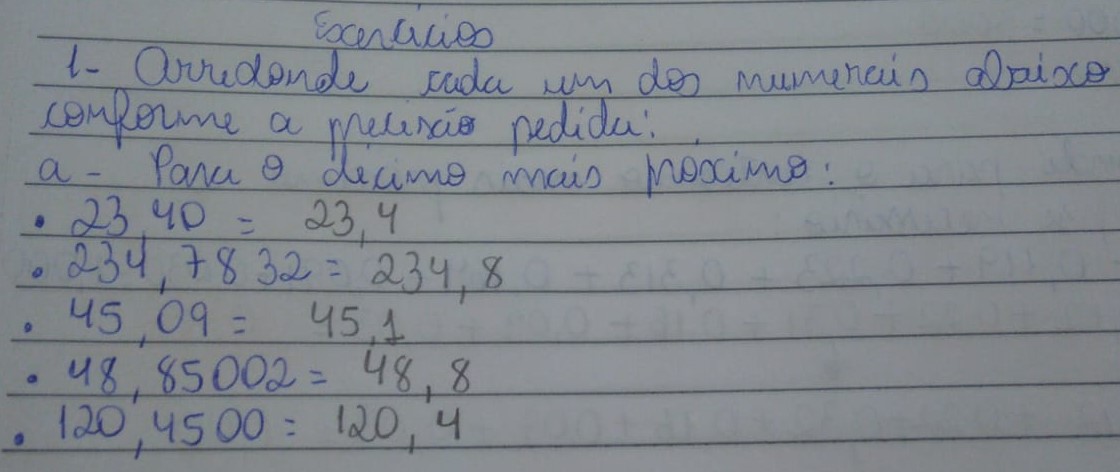 Exercícios
1- Arredonde cada um dos numerais abaixo
conforme a precisão pedida:
a - Para o décimo mais próximo:
. 23,40 = 23,4
. 234,7832 = 234,8
. 45,09 = 45,1
. 48,85002 = 48,8
. 120,4500 = 120,4